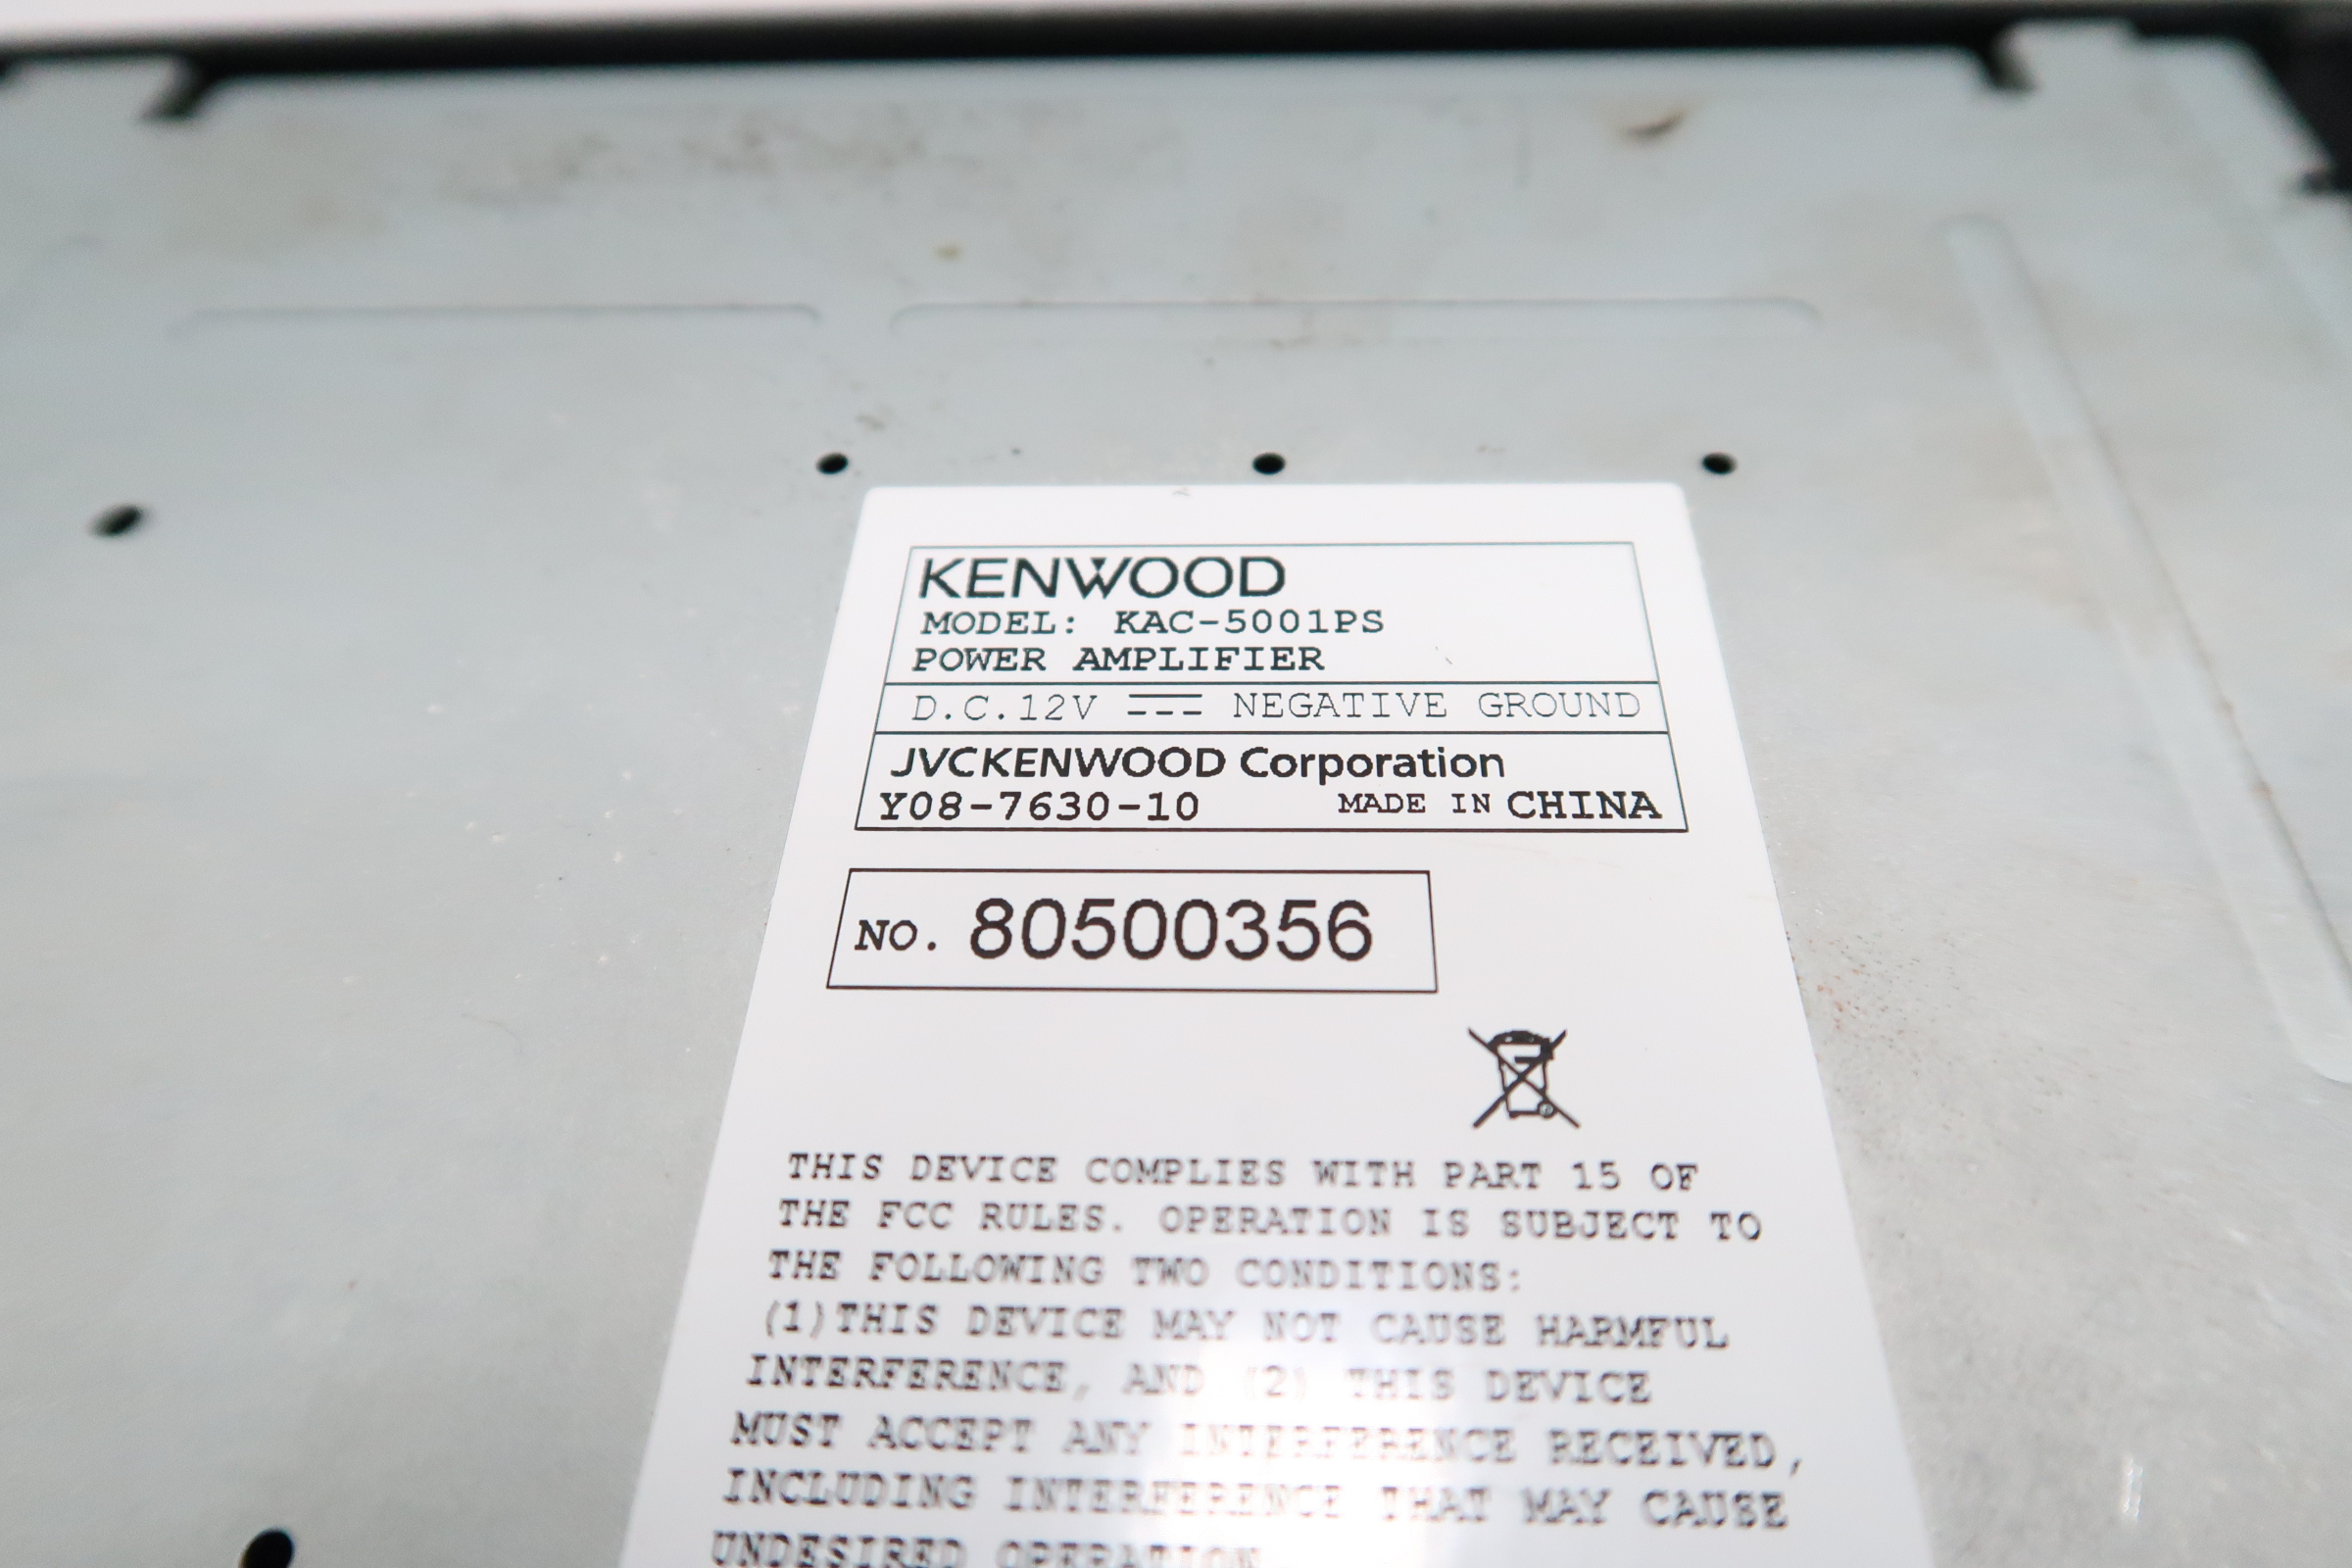 KENWOOD
MODEL: KAC-5001PS
POWER AMPLIFIER
D.C.12V NEGATIVE GROUND
JVCKENWOOD Corporation
Y08-7630-10 MADE IN CHINA
NO. 80500356
THIS DEVICE COMPLIES WITH PART 15 OF
THE FCC RULES. OPERATION IS SUBJECT TO
THE FOLLOWING TWO CONDITIONS:
(1)THIS DEVICE MAY NOT CAUSE HARMFUL
INTERFERENCE, AND (2) THIS DEVICE
MUST ACCEPT ANY INTERFERENCE RECEIVED,
INCLUDING INTERFERENCE THAT MAY CAUSE
UNDESIRED OPERATION